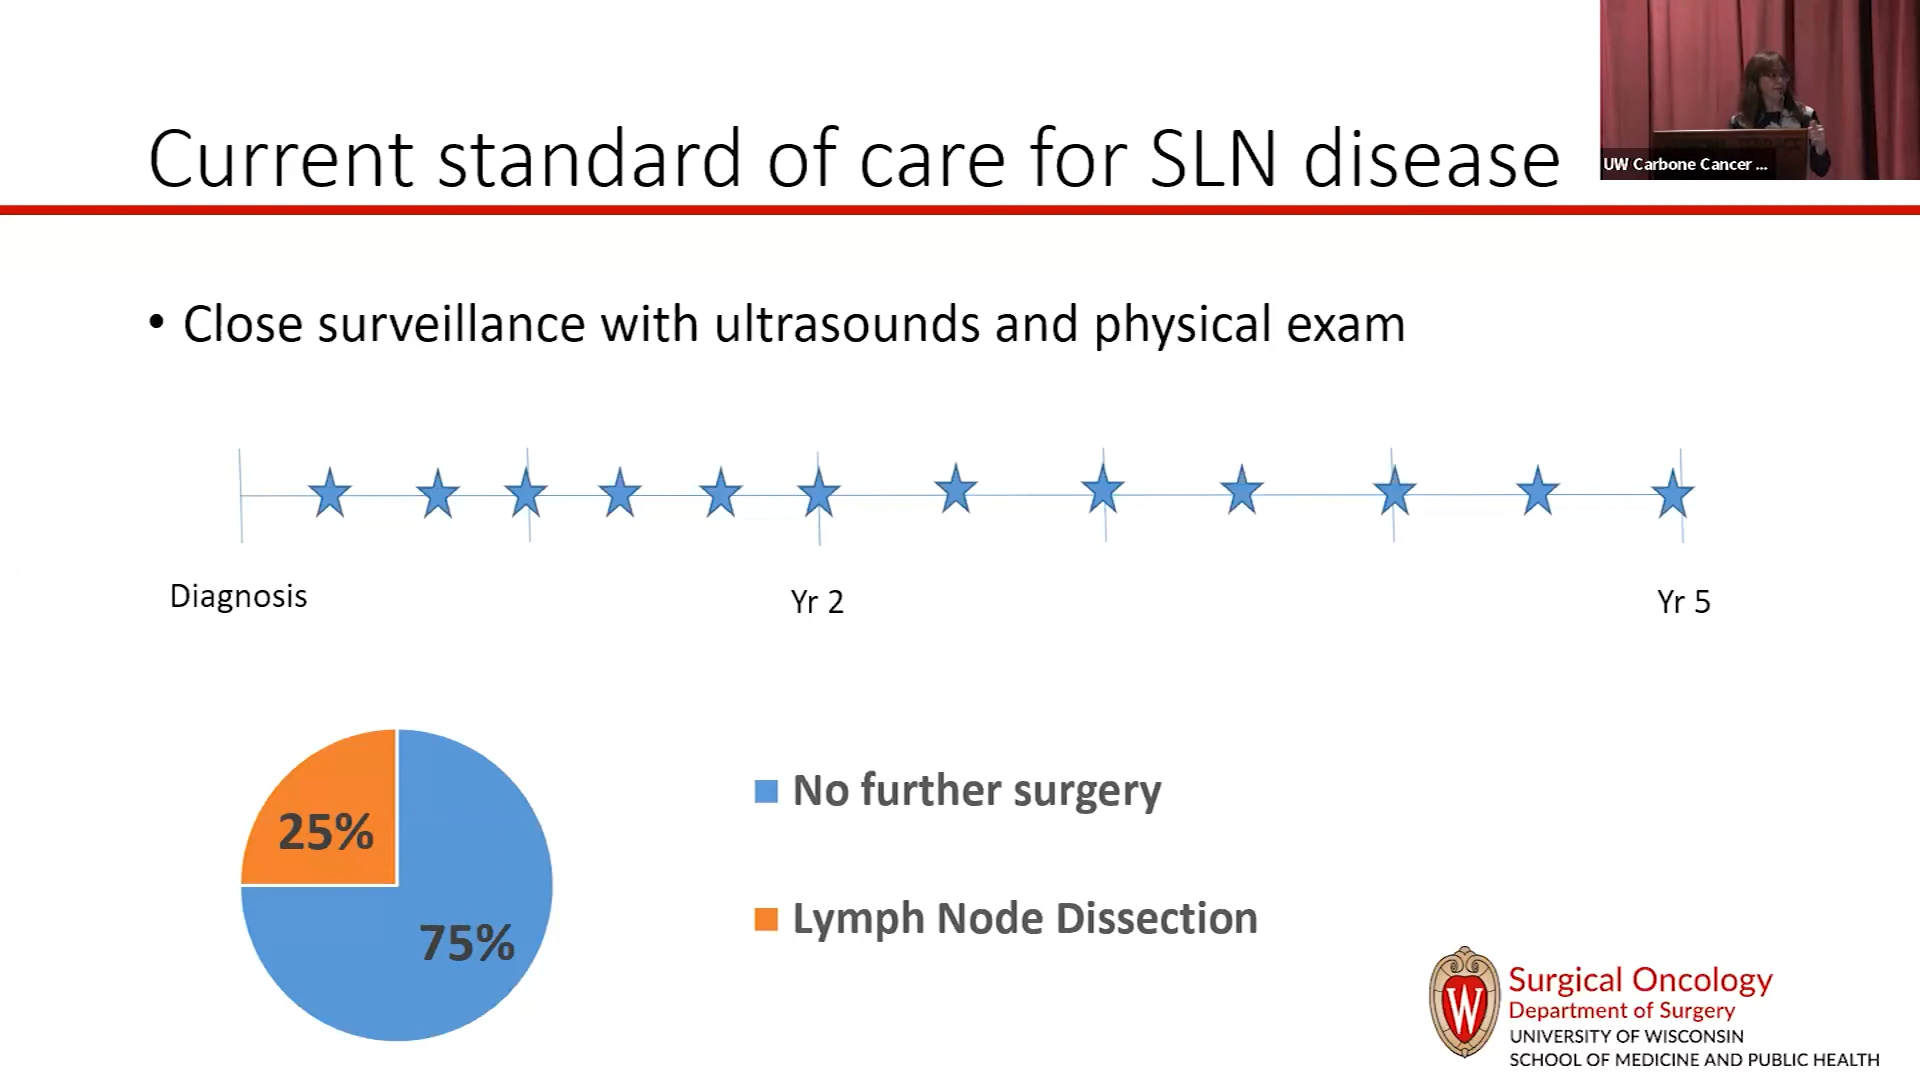 Current standard of care for SLN disease
UW Carbone Cancer ...
• Close surveillance with ultrasounds and physical exam
Diagnosis
Yr 2
Yr 5
25%
75%
No further surgery
Lymph Node Dissection
W
Surgical Oncology
Department of Surgery
UNIVERSITY OF WISCONSIN
SCHOOL OF MEDICINE AND PUBLIC HEALTH